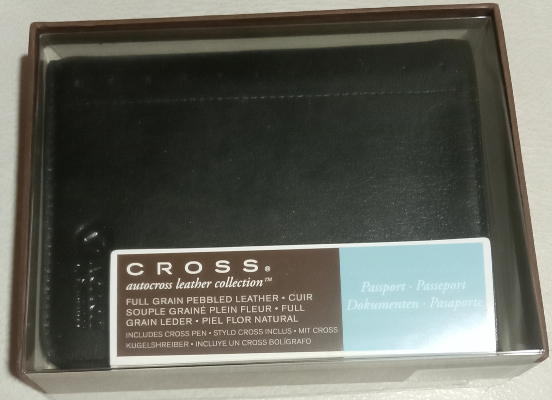 CROSS®
autocross leather collection™
FULL GRAIN PEBBLED LEATHER • CUIR
SOUPLE GRAINÉ PLEIN FLEUR • FULL
GRAIN LEDER • PIEL FLOR NATURAL
INCLUDES CROSS PEN • STYLO CROSS INCLUS • MIT CROSS
KUGELSHREIBER • INCLUYE UN CROSS BOLÍGRAFO
Passport · Passeport
Dokumenten · Pasaporte